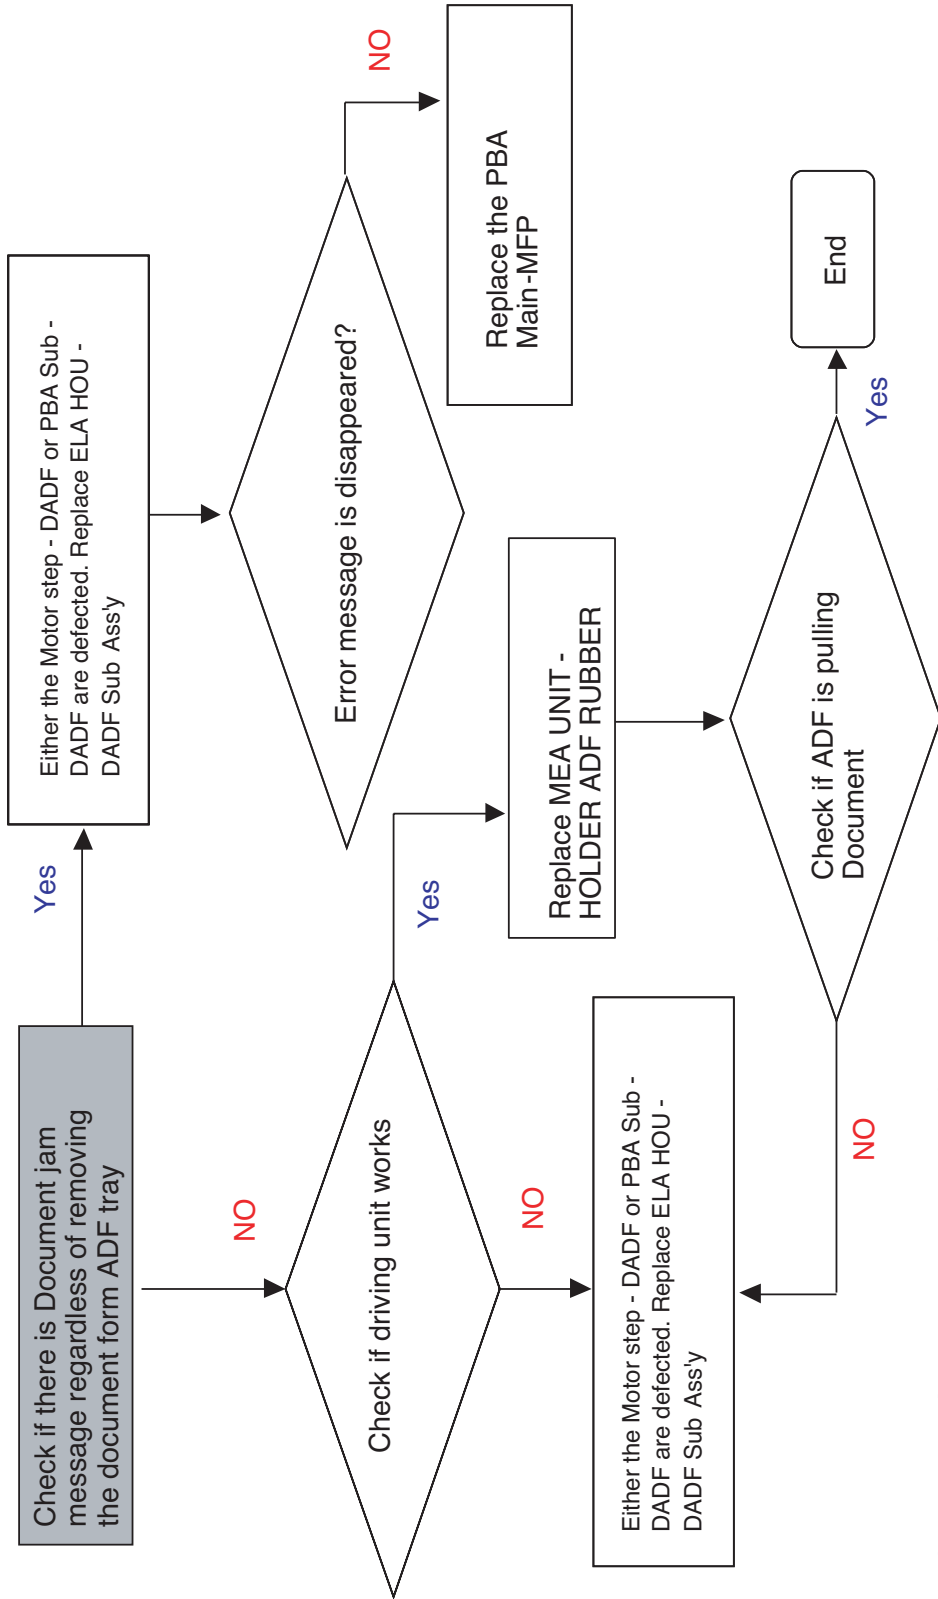 Check if there is Document jam
message regardless of removing
the document form ADF tray
Yes
Either the Motor step - DADF or PBA Sub -
DADF are defected. Replace ELA HOU -
DADF Sub Ass'y
NO
Error message is disappeared?
NO
Replace the PBA
Main-MFP
Check if driving unit works
Yes
Replace MEA UNIT -
HOLDER ADF RUBBER
NO
Either the Motor step - DADF or PBA Sub -
DADF are defected. Replace ELA HOU -
DADF Sub Ass'y
Check if ADF is pulling
Document
NO
Yes
End